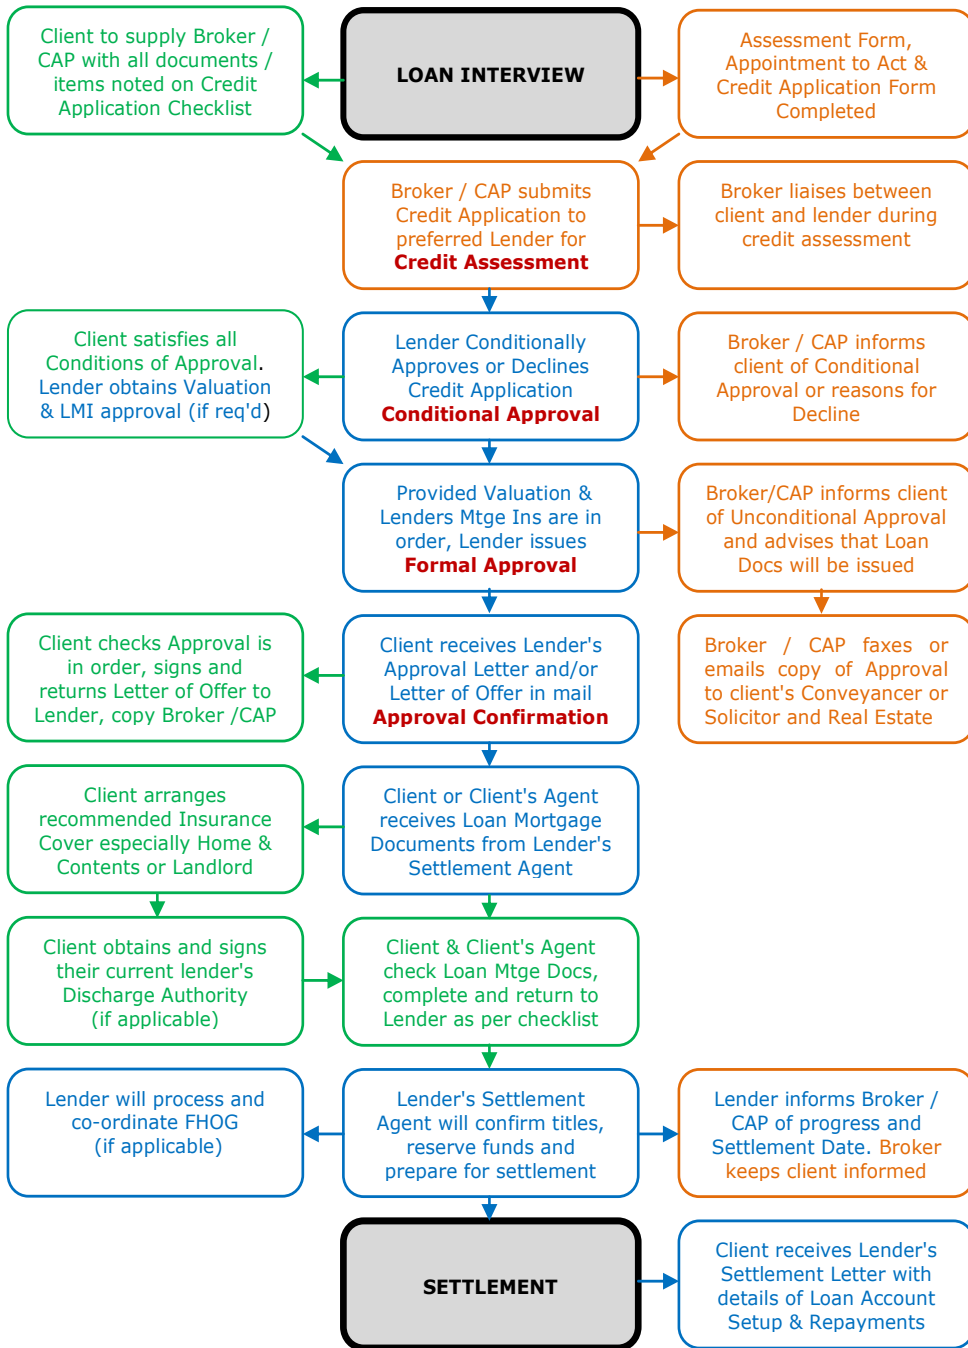 Client to supply Broker /
CAP with all documents /
items noted on Credit
Application Checklist
LOAN INTERVIEW
Assessment Form,
Appointment to Act &
Credit Application Form
Completed
Broker / CAP submits
Credit Application to
preferred Lender for
Credit Assessment
Broker liaises between
client and lender during
credit assessment
Client satisfies all
Conditions of Approval.
Lender obtains Valuation
& LMI approval (if req'd)
Lender Conditionally
Approves or Declines
Credit Application
Conditional Approval
Broker / CAP informs
client of Conditional
Approval or reasons for
Decline
Provided Valuation &
Lenders Mtge Ins are in
order, Lender issues
Formal Approval
Broker/CAP informs client
of Unconditional Approval
and advises that Loan
Docs will be issued
Client checks Approval is
in order, signs and
returns Letter of Offer to
Lender, copy Broker /CAP
Client receives Lender's
Approval Letter and/or
Letter of Offer in mail
Approval Confirmation
Broker / CAP faxes or
emails copy of Approval
to client's Conveyancer or
Solicitor and Real Estate
Client arranges
recommended Insurance
Cover especially Home &
Contents or Landlord
Client or Client's Agent
receives Loan Mortgage
Documents from Lender's
Settlement Agent
Client obtains and signs
their current lender's
Discharge Authority
(if applicable)
Client & Client's Agent
check Loan Mtge Docs,
complete and return to
Lender as per checklist
Lender will process and
co-ordinate FHOG
(if applicable)
Lender's Settlement
Agent will confirm titles,
reserve funds and
prepare for settlement
Lender informs Broker /
CAP of progress and
Settlement Date. Broker
keeps client informed
SETTLEMENT
Client receives Lender's
Settlement Letter with
details of Loan Account
Setup & Repayments